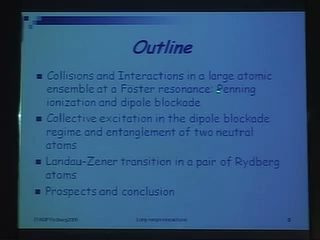 Outline
Collisions and Interactions in a large atomic
ensemble at a Föster resonance: Penning
ionization and dipole blockade
Collective excitation in the dipole blockade
regime and entanglement of two neutral
atoms
Landau-Zener transition in a pair of Rydberg
atoms
Prospects and conclusion